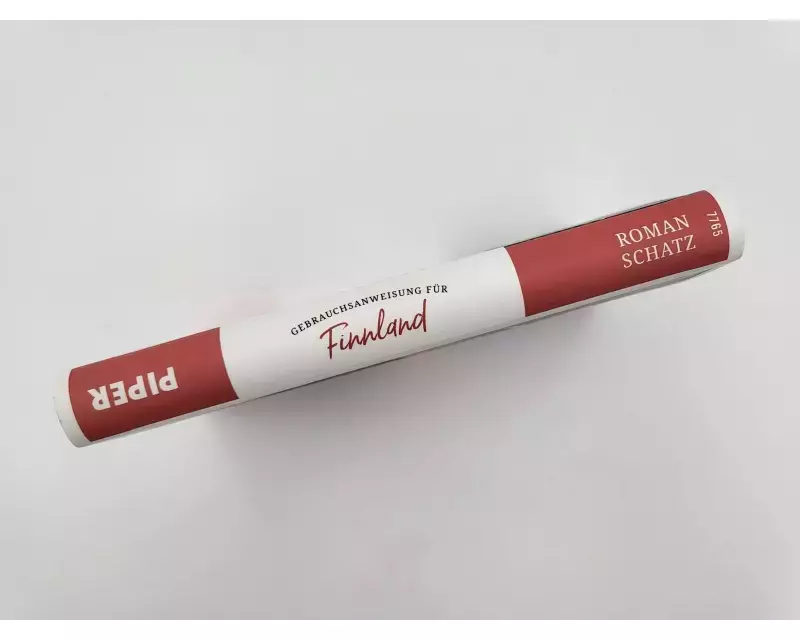 ROMAN
SCHATZ
7765
GEBRAUCHSANWEISUNG FÜR
Finnland
PIPER